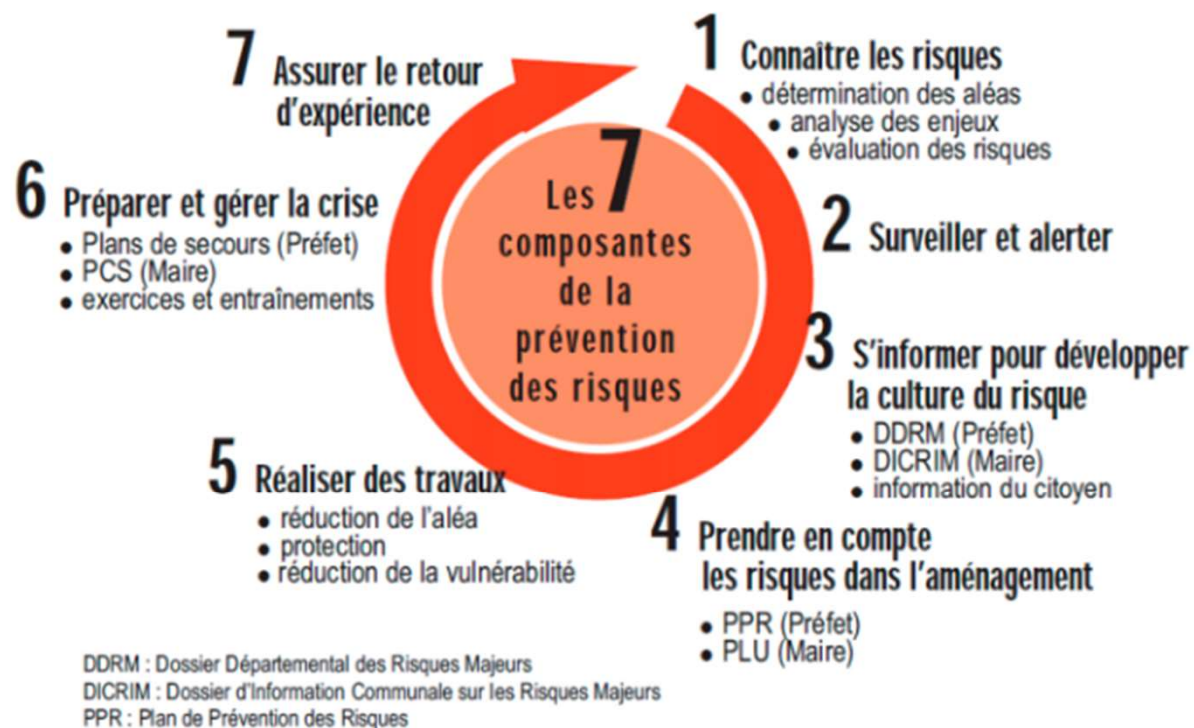 Les 7
composantes
de la
prévention
des risques
1 Connaître les risques
• détermination des aléas
• analyse des enjeux
• évaluation des risques
2 Surveiller et alerter
3 S'informer pour développer
la culture du risque
• DDRM (Préfet)
• DICRIM (Maire)
• information du citoyen
4 Prendre en compte
les risques dans l'aménagement
• PPR (Préfet)
• PLU (Maire)
5 Réaliser des travaux
• réduction de l'aléa
• protection
• réduction de la vulnérabilité
6 Préparer et gérer la crise
• Plans de secours (Préfet)
• PCS (Maire)
• exercices et entraînements
7 Assurer le retour
d'expérience
DDRM : Dossier Départemental des Risques Majeurs
DICRIM : Dossier d'Information Communale sur les Risques Majeurs
PPR : Plan de Prévention des Risques